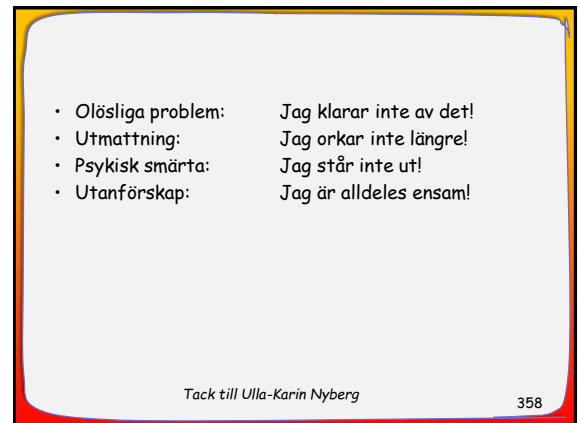 • Olösliga problem: Jag klarar inte av det!
• Utmattning: Jag orkar inte längre!
• Psykisk smärta: Jag står inte ut!
• Utanförskap: Jag är alldeles ensam!
Tack till Ulla-Karin Nyberg
358